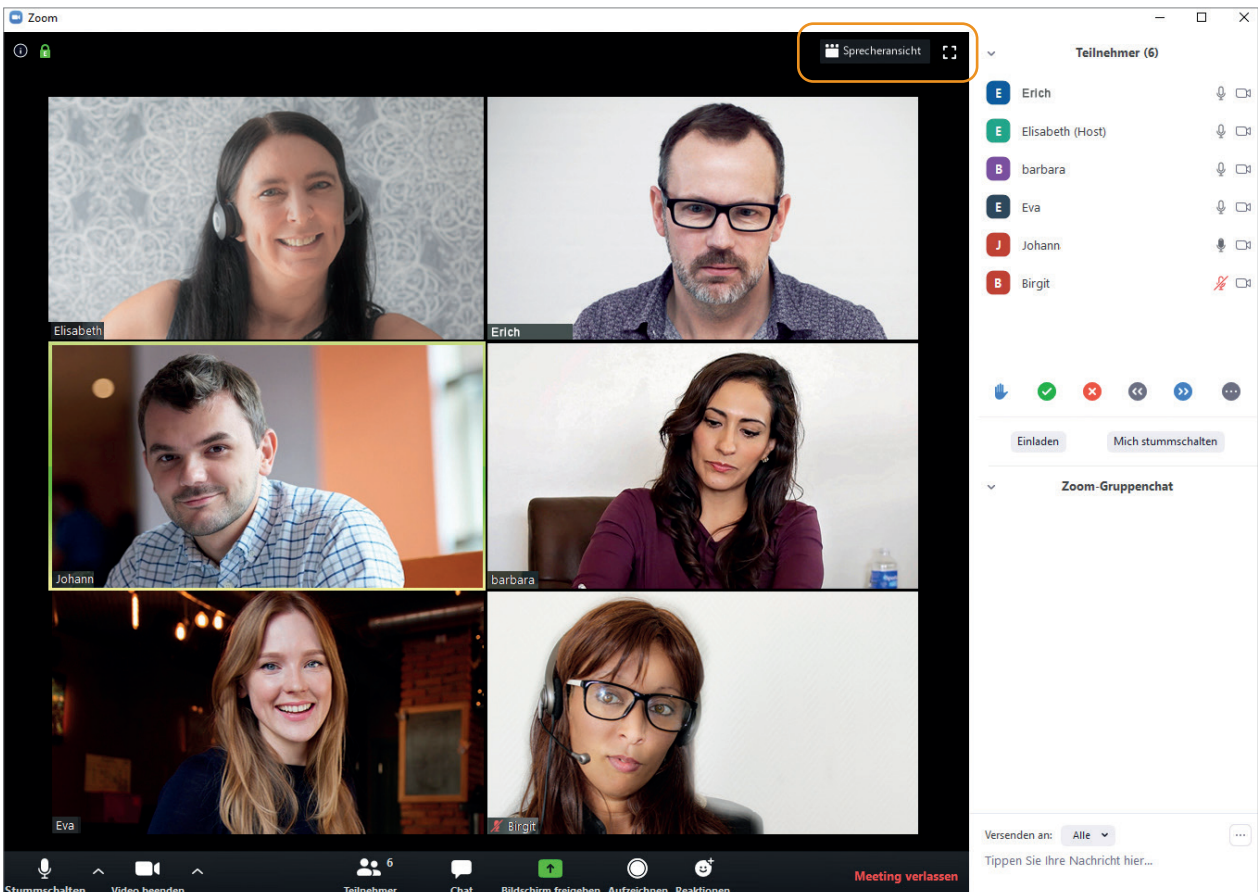 Zoom
Sprecheransicht
Elisabeth
Erich
Johann
barbara
Eva
Birgit
Stummschalten
Video beenden
6
Teilnehmer
Chat
Bildschirm freigeben
Aufzeichnen
Reaktionen
Meeting verlassen
Teilnehmer (6)
E Erich
E Elisabeth (Host)
B barbara
E Eva
J Johann
B Birgit
Einladen
Mich stummschalten
Zoom-Gruppenchat
Versenden an: Alle
Tippen Sie Ihre Nachricht hier...